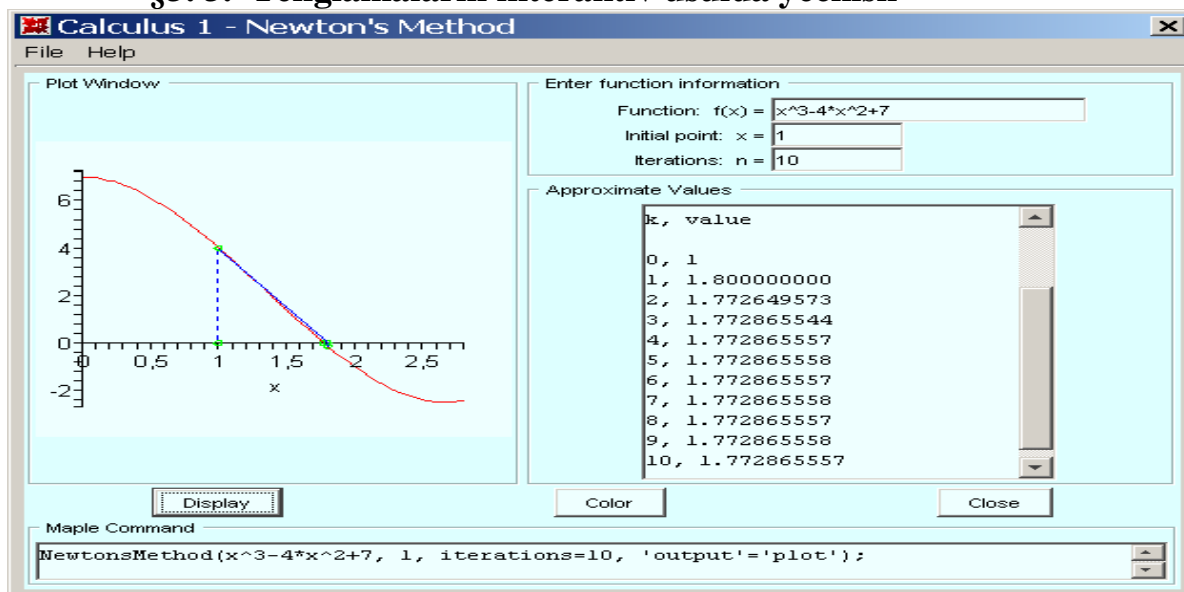 Calculus 1 - Newton's Method
File Help
Plot Window
6
4
2
0
-2
0 0,5 1 1,5 2 2,5
x
Enter function information
Function: f(x) = x^3-4*x^2+7
Initial point: x = 1
Iterations: n = 10
Approximate Values
k, value
0, 1
1, 1.800000000
2, 1.772649573
3, 1.772865544
4, 1.772865557
5, 1.772865558
6, 1.772865557
7, 1.772865558
8, 1.772865557
9, 1.772865558
10, 1.772865557
Display Color Close
Maple Command
NewtonsMethod(x^3-4*x^2+7, 1, iterations=10, 'output'='plot');